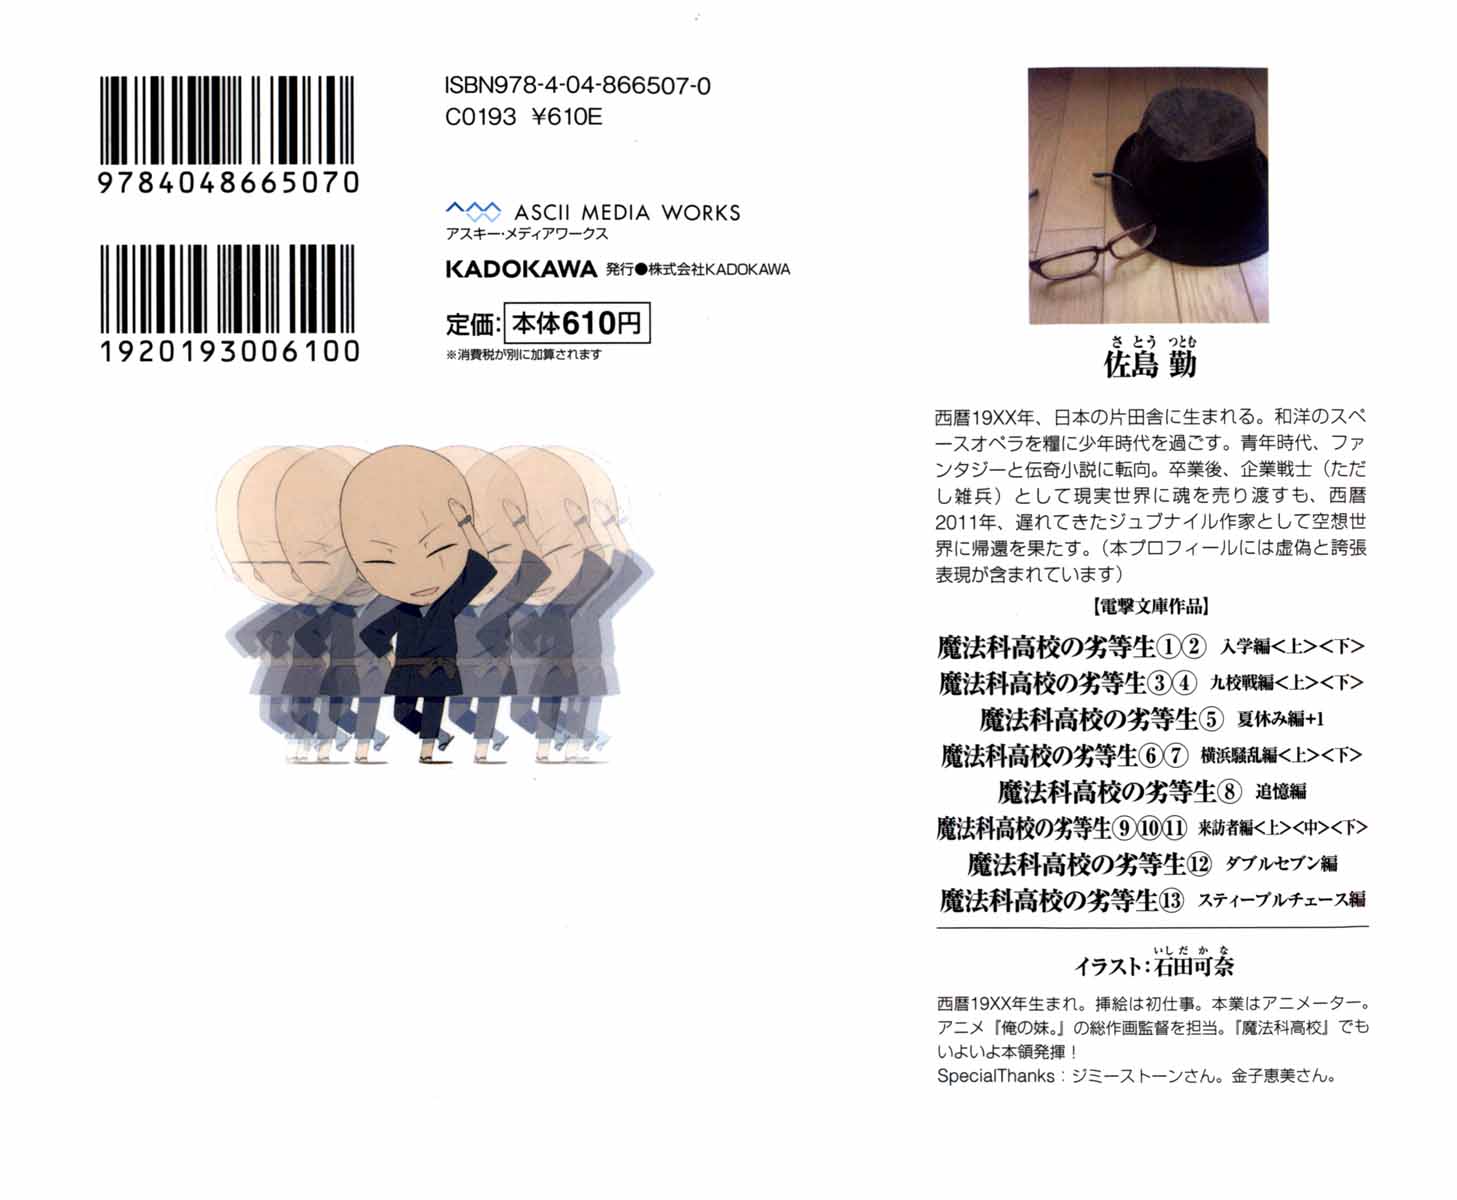 9784048665070
1920193006100
ISBN978-4-04-866507-0
C0193 ¥610E
ASCII MEDIA WORKS
アスキー・メディアワークス
KADOKAWA 発行●株式会社KADOKAWA
定価：本体610円
※消費税が別に加算されます
さとう つとむ
佐島 勤
西暦19XX年、日本の片田舎に生まれる。和洋のスペ
ースオペラを糧に少年時代を過ごす。青年時代、ファ
ンタジーと伝奇小説に転向。卒業後、企業戦士（ただ
し雑兵）として現実世界に魂を売り渡すも、西暦
2011年、遅れてきたジュブナイル作家として空想世
界に帰還を果たす。（本プロフィールには虚偽と誇張
表現が含まれています）
【電撃文庫作品】
魔法科高校の劣等生①② 入学編<上><下>
魔法科高校の劣等生③④ 九校戦編<上><下>
魔法科高校の劣等生⑤ 夏休み編+1
魔法科高校の劣等生⑥⑦ 横浜騒乱編<上><下>
魔法科高校の劣等生⑧ 追憶編
魔法科高校の劣等生⑨⑩⑪ 来訪者編<上><中><下>
魔法科高校の劣等生⑫ ダブルセブン編
魔法科高校の劣等生⑬ スティープルチェース編
いしだ か な
イラスト：石田可奈
西暦19XX年生まれ。挿絵は初仕事。本業はアニメーター。
アニメ『俺の妹。』の総作画監督を担当。『魔法科高校』でも
いよいよ本領発揮！
SpecialThanks：ジミーストーンさん。金子恵美さん。